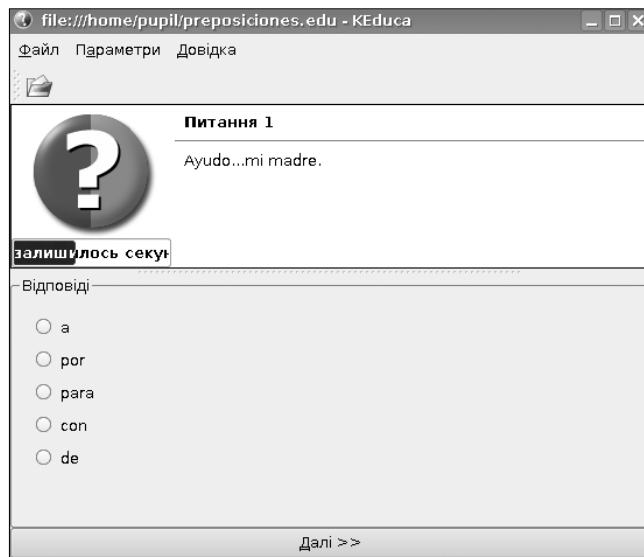 file:///home/pupil/preposiciones.edu - KEduca
Файл Параметри Довідка
Питання 1
Ayudo...mi madre.
залишилось секун
Відповіді
a
por
para
con
de
Далі >>